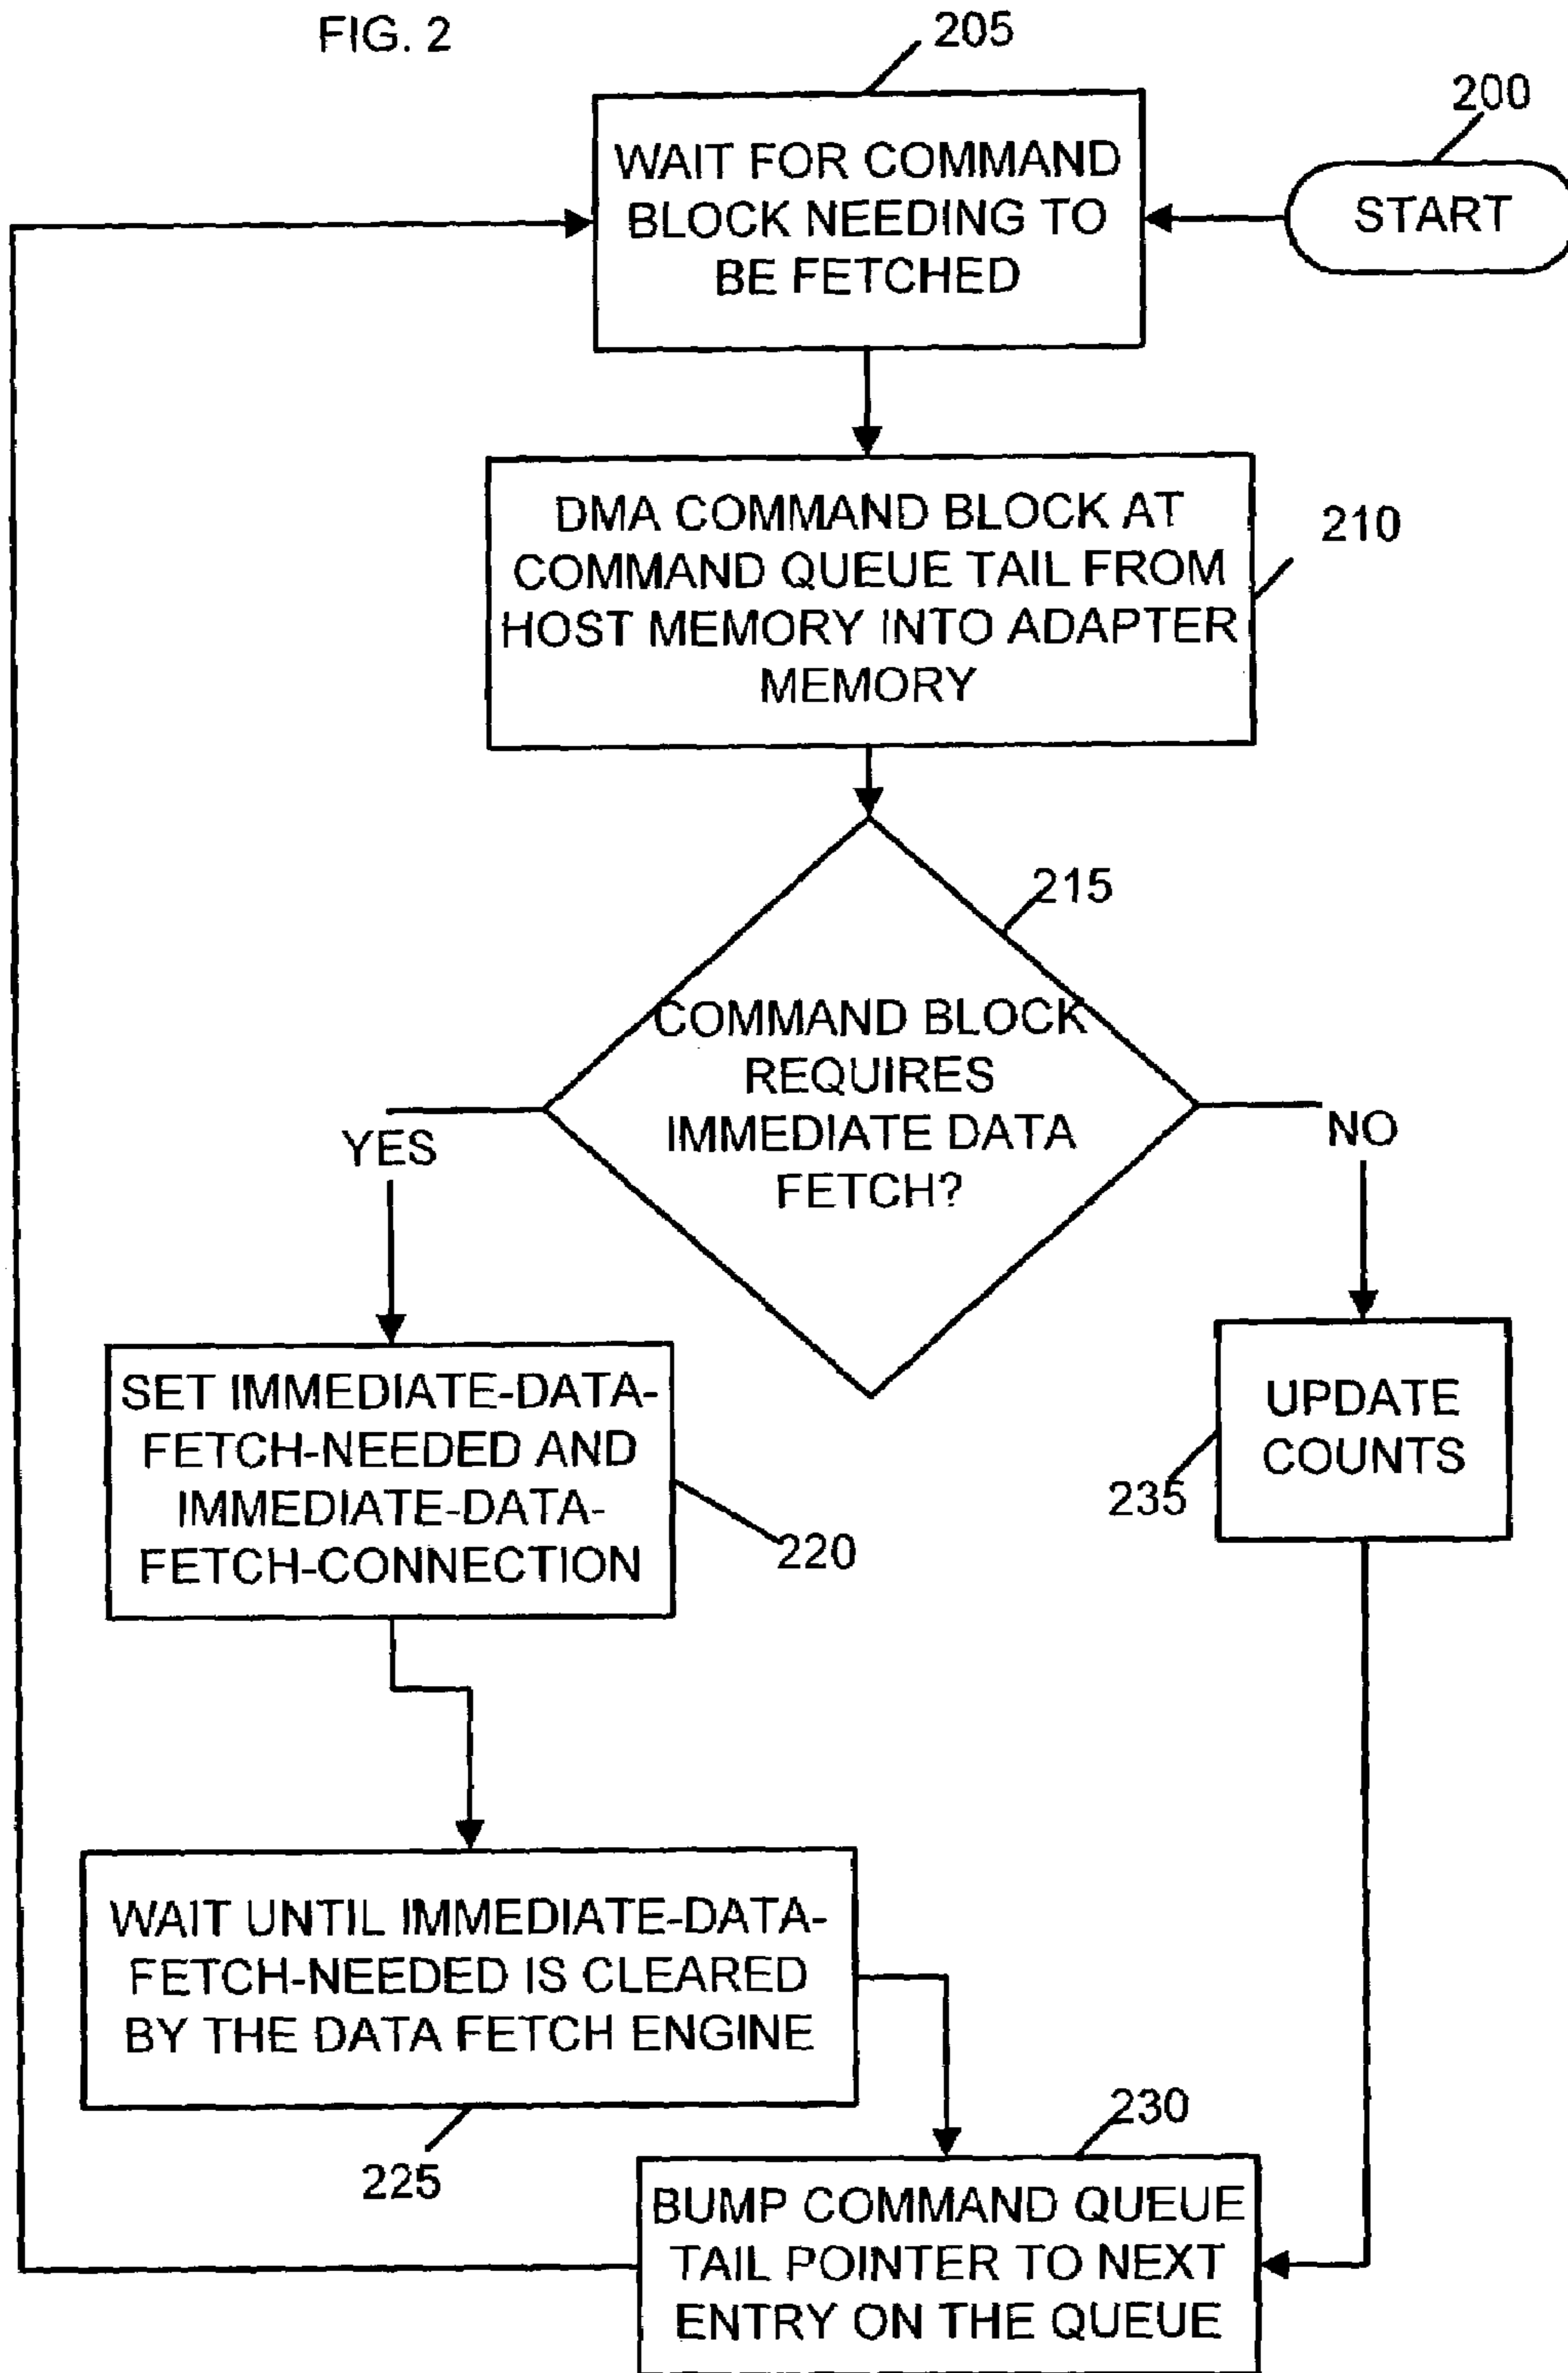 FIG. 2
205
200
WAIT FOR COMMAND
BLOCK NEEDING TO
BE FETCHED
START
DMA COMMAND BLOCK AT
COMMAND QUEUE TAIL FROM
HOST MEMORY INTO ADAPTER
MEMORY
210
215
COMMAND BLOCK
REQUIRES
IMMEDIATE DATA
FETCH?
YES
NO
SET IMMEDIATE-DATA-
FETCH-NEEDED AND
IMMEDIATE-DATA-
FETCH-CONNECTION
220
UPDATE
COUNTS
235
WAIT UNTIL IMMEDIATE-DATA-
FETCH-NEEDED IS CLEARED
BY THE DATA FETCH ENGINE
225
230
BUMP COMMAND QUEUE
TAIL POINTER TO NEXT
ENTRY ON THE QUEUE